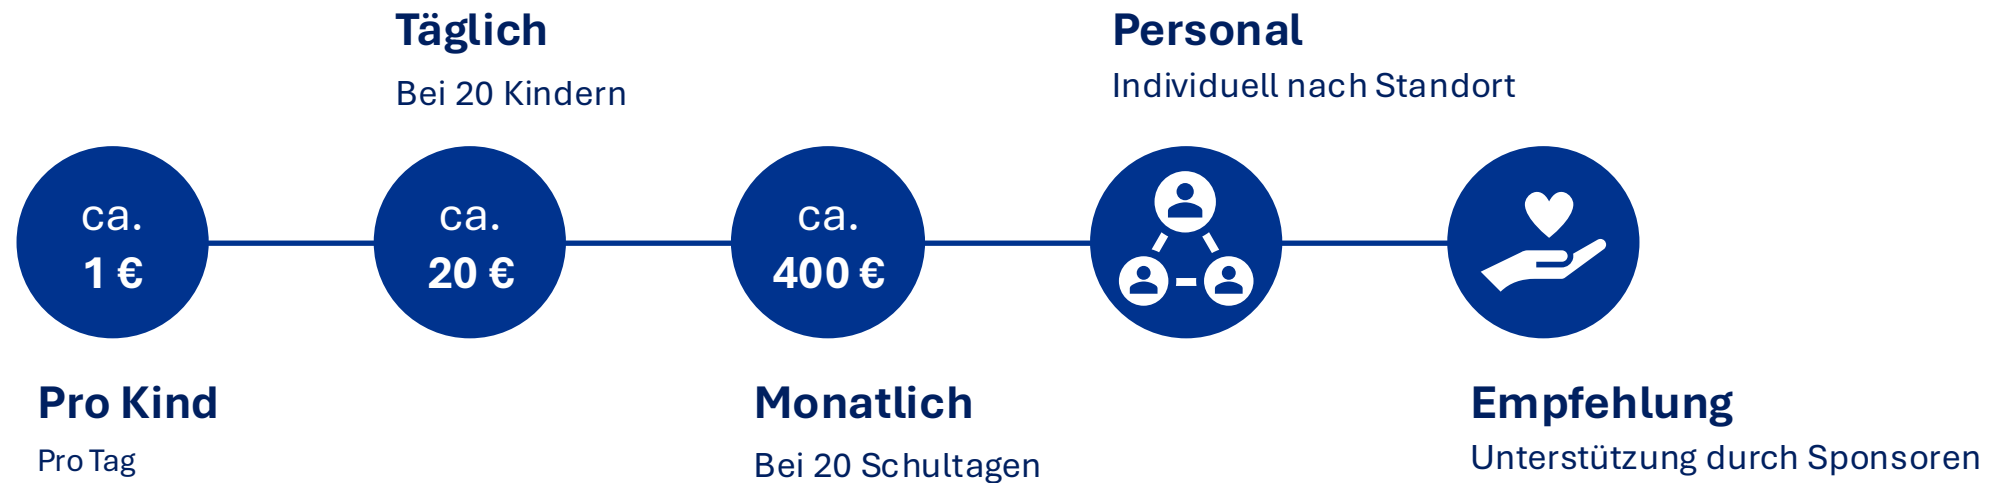 Täglich
Bei 20 Kindern
Personal
Individuell nach Standort
ca.
1 €
ca.
20 €
ca.
400 €
Pro Kind
Pro Tag
Monatlich
Bei 20 Schultagen
Empfehlung
Unterstützung durch Sponsoren